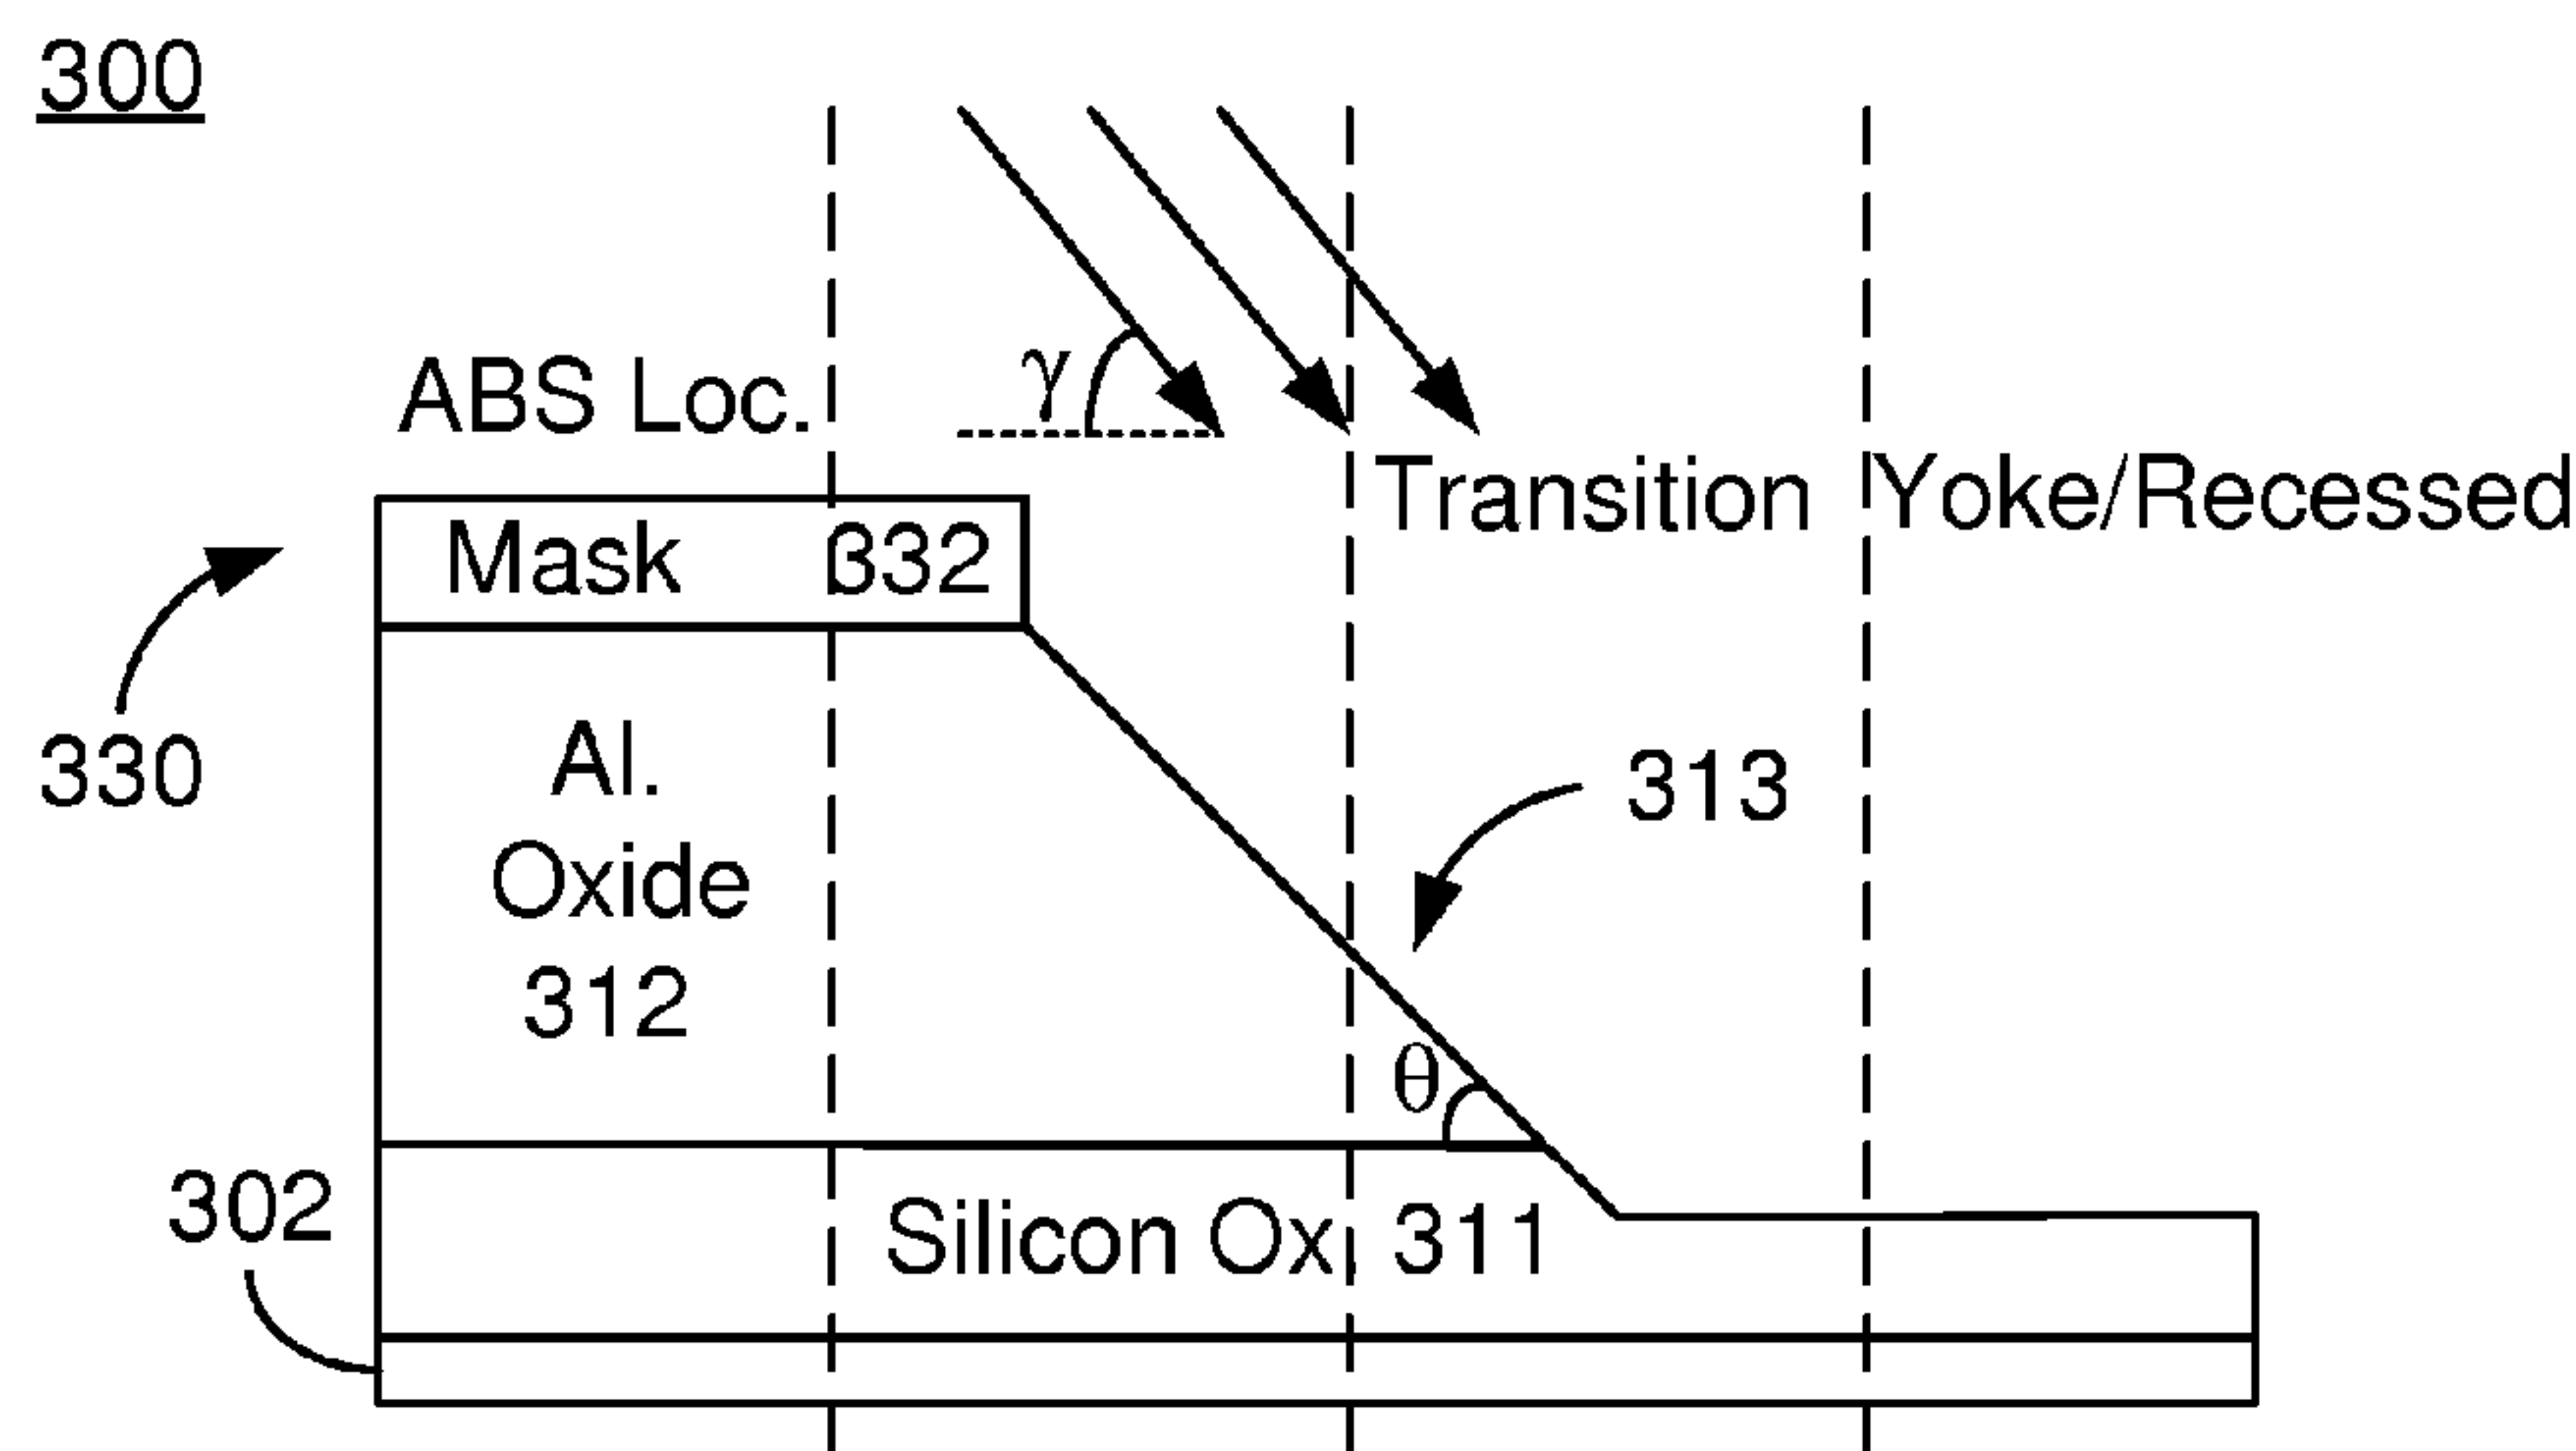 300
ABS Loc.
γ
Transition
Yoke/Recessed
Mask 332
330
Al.
Oxide
312
313
θ
302
Silicon Ox. 311